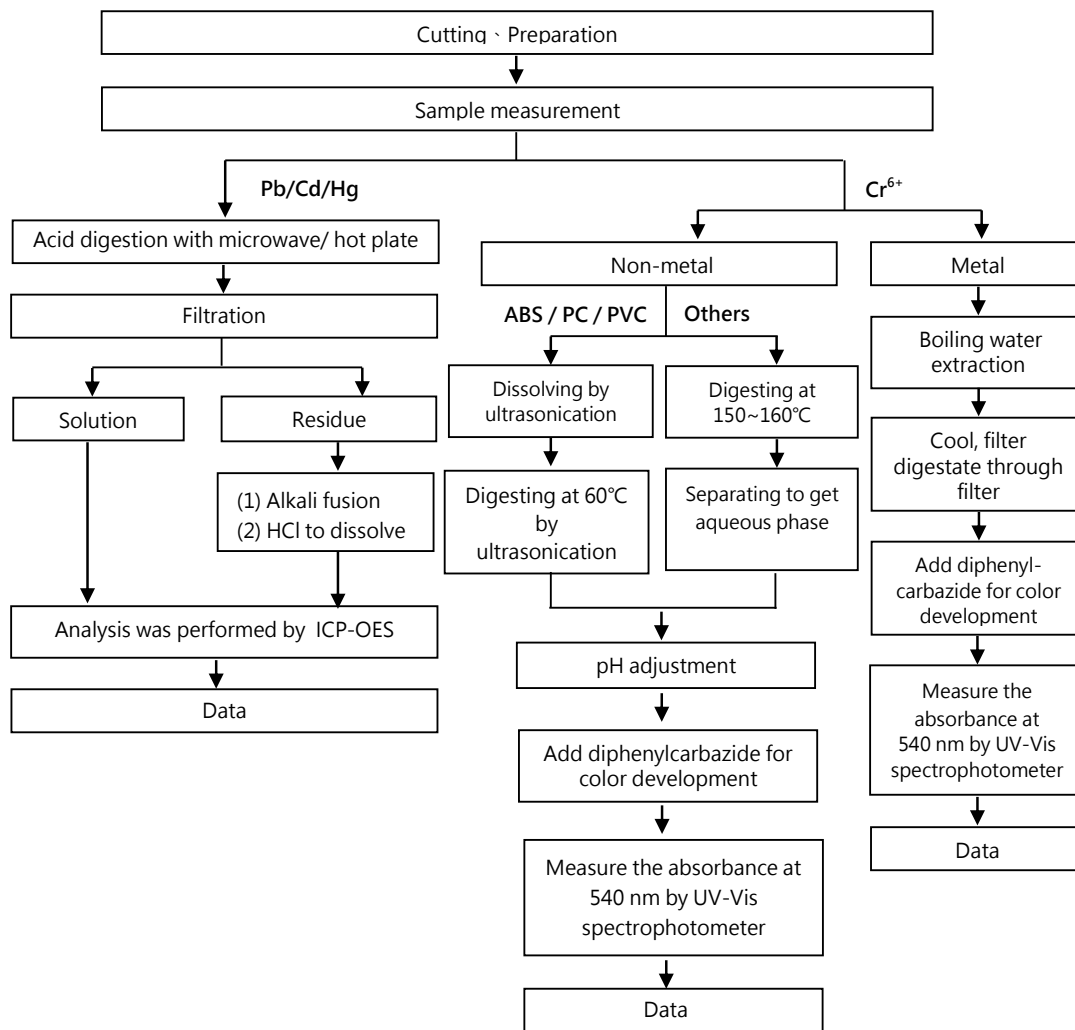 Cutting、Preparation
Sample measurement
Pb/Cd/Hg
Acid digestion with microwave/ hot plate
Filtration
Solution
Residue
(1) Alkali fusion
(2) HCl to dissolve
Analysis was performed by ICP-OES
Data
Cr⁶⁺
Non-metal
ABS / PC / PVC
Others
Dissolving by
ultrasonication
Digesting at 60℃
by
ultrasonication
Digesting at
150~160℃
Separating to get
aqueous phase
pH adjustment
Add diphenylcarbazide for
color development
Measure the absorbance at
540 nm by UV-Vis
spectrophotometer
Data
Metal
Boiling water
extraction
Cool, filter
digestate through
filter
Add diphenyl-
carbazide for color
development
Measure the
absorbance at
540 nm by UV-Vis
spectrophotometer
Data